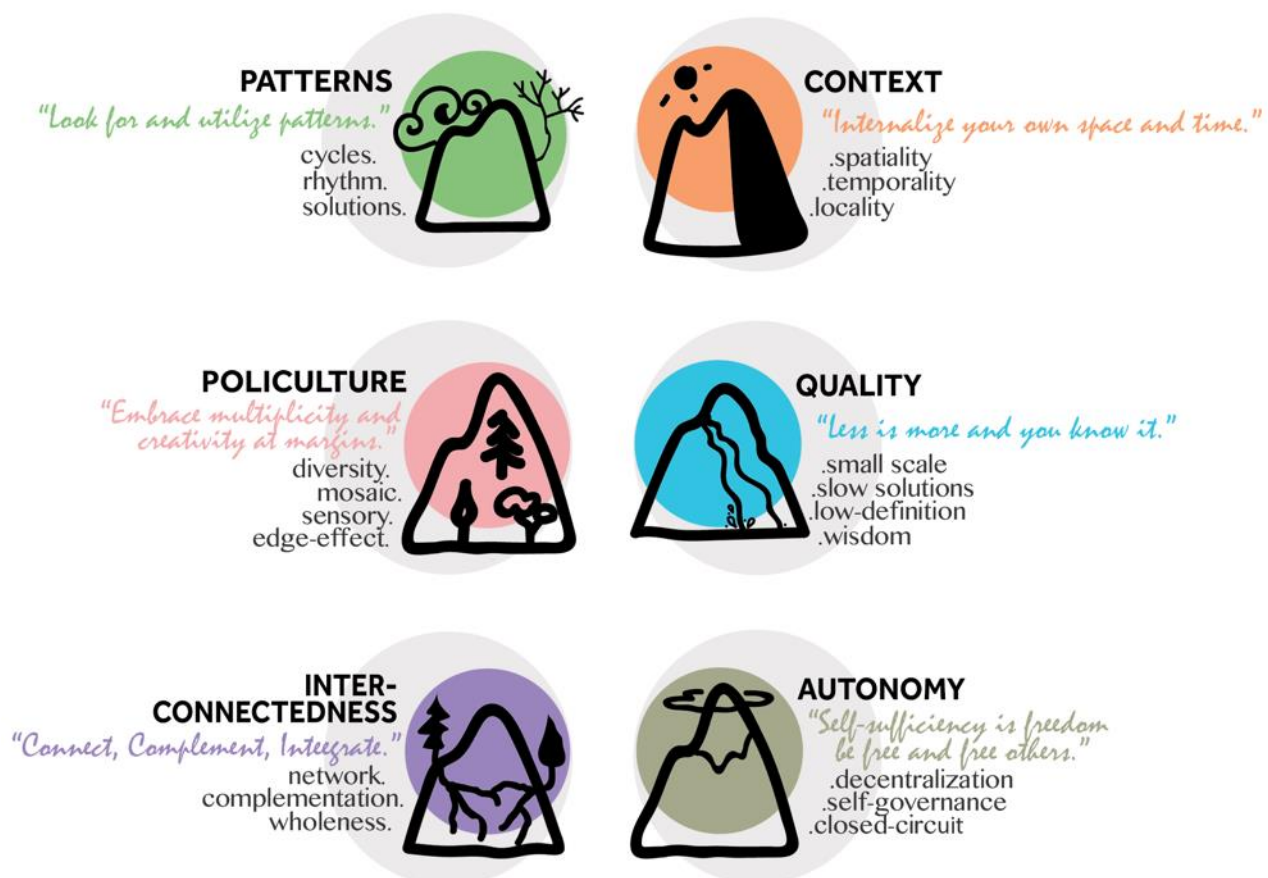 PATTERNS
"Look for and utilize patterns."
cycles.
rhythm.
solutions.
CONTEXT
"Internalize your own space and time."
.spatiality
.temporality
.locality
POLICULTURE
"Embrace multiplicity and
creativity at margins."
diversity.
mosaic.
sensory.
edge-effect.
QUALITY
"Less is more and you know it."
.small scale
.slow solutions
.low-definition
.wisdom
INTER-
CONNECTEDNESS
"Connect, Complement, Inteegrate."
network.
complementation.
wholeness.
AUTONOMY
"Self-sufficiency is freedom
be free and free others."
.decentralization
.self-governance
.closed-circuit